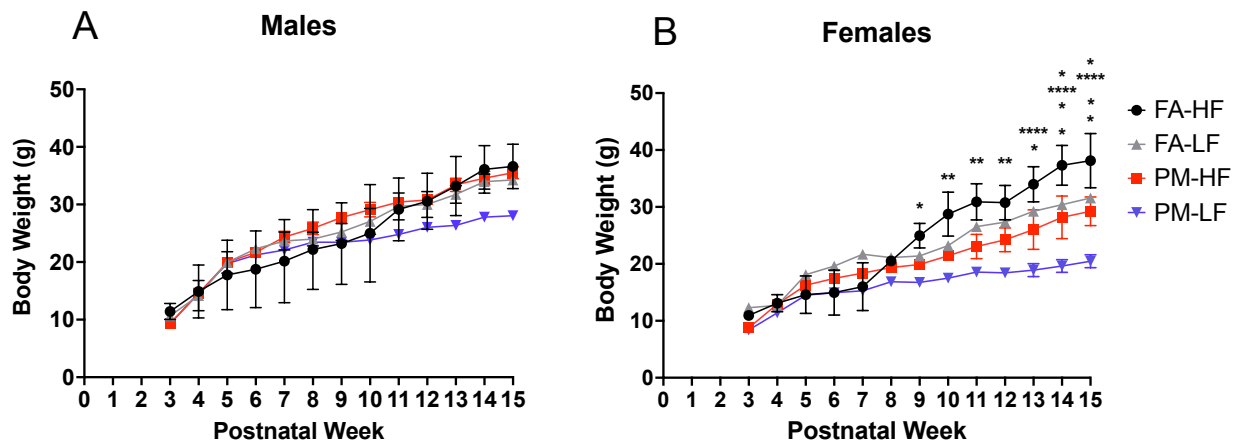 A
Males
Body Weight (g)
50
40
30
20
10
0
0 1 2 3 4 5 6 7 8 9 10 11 12 13 14 15
Postnatal Week
B
Females
Body Weight (g)
50
40
30
20
10
0
* ** ** ** **** * * **** * * * **** * *
0 1 2 3 4 5 6 7 8 9 10 11 12 13 14 15
Postnatal Week
FA-HF
FA-LF
PM-HF
PM-LF